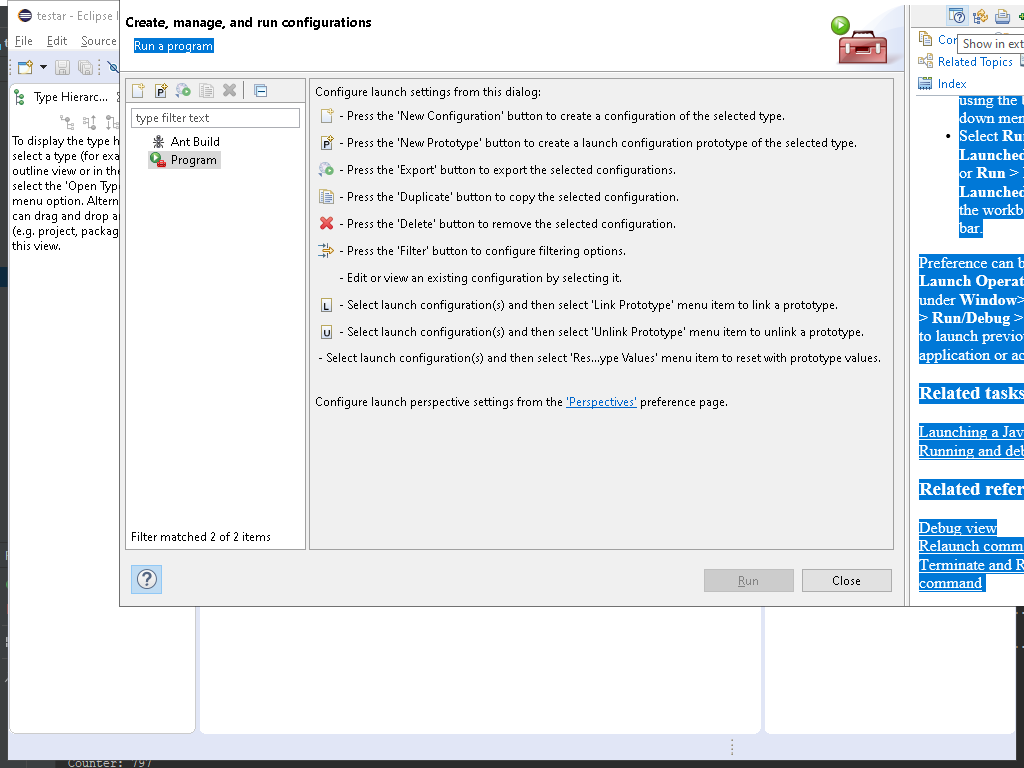 testar - Eclipse I
File Edit Source
Type Hierarc...
To display the type h
select a type (for exa
outline view or in the
select the 'Open Type
menu option. Altern
can drag and drop a
(e.g. project, packag
this view.
Create, manage, and run configurations
Run a program
type filter text
Ant Build
Program
Filter matched 2 of 2 items
Configure launch settings from this dialog:
- Press the 'New Configuration' button to create a configuration of the selected type.
- Press the 'New Prototype' button to create a launch configuration prototype of the selected type.
- Press the 'Export' button to export the selected configurations.
- Press the 'Duplicate' button to copy the selected configuration.
- Press the 'Delete' button to remove the selected configuration.
- Press the 'Filter' button to configure filtering options.
- Edit or view an existing configuration by selecting it.
L - Select launch configuration(s) and then select 'Link Prototype' menu item to link a prototype.
U - Select launch configuration(s) and then select 'Unlink Prototype' menu item to unlink a prototype.
- Select launch configuration(s) and then select 'Res...ype Values' menu item to reset with prototype values.
Configure launch perspective settings from the 'Perspectives' preference page.
Run
Close
Con
Show in ext
Related Topics
Index
using the
down men
• Select Ru
Launched
or Run >
Launched
the workb
bar.
Preference can b
Launch Operat
under Window>
> Run/Debug >
to launch previou
application or ac
Related tasks
Launching a Jav
Running and deb
Related refer
Debug view
Relaunch comm
Terminate and R
command
Counter: 797